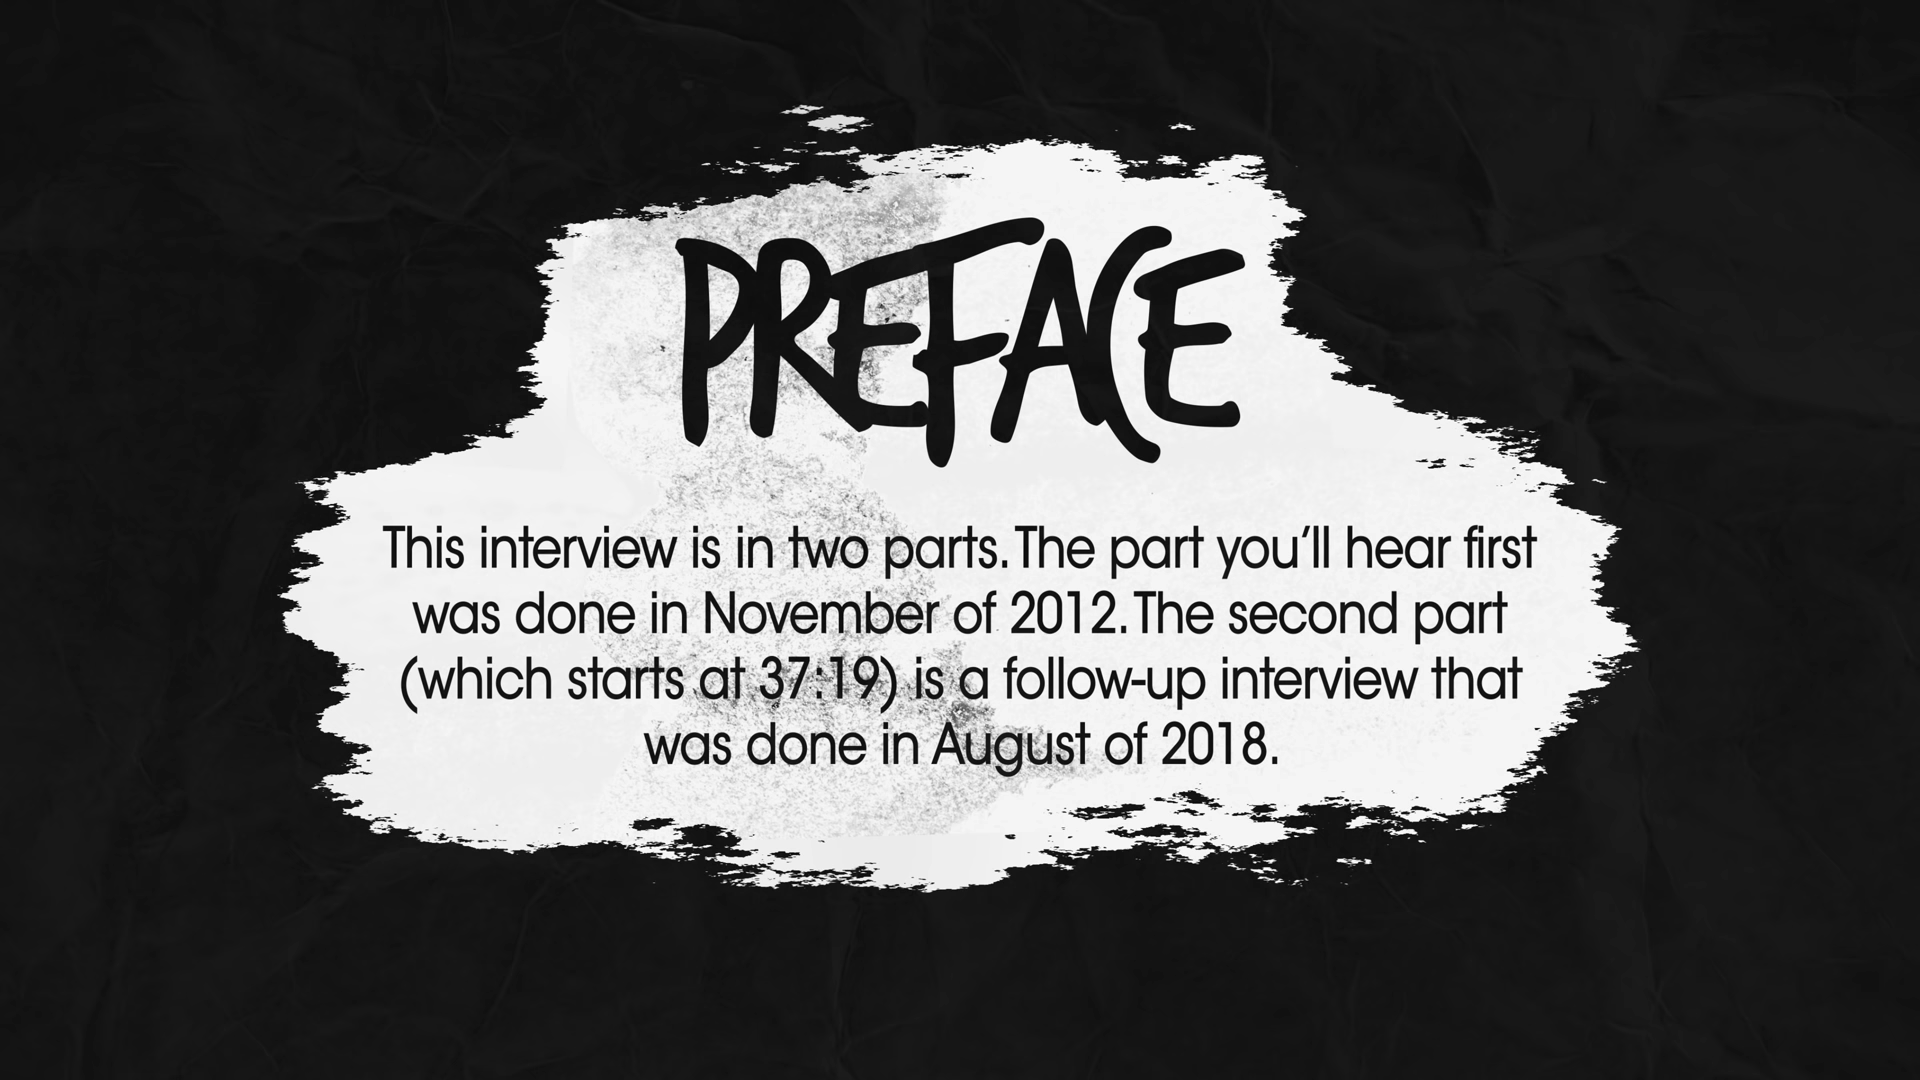 PREFACE
This interview is in two parts. The part you'll hear first
was done in November of 2012. The second part
(which starts at 37:19) is a follow-up interview that
was done in August of 2018.